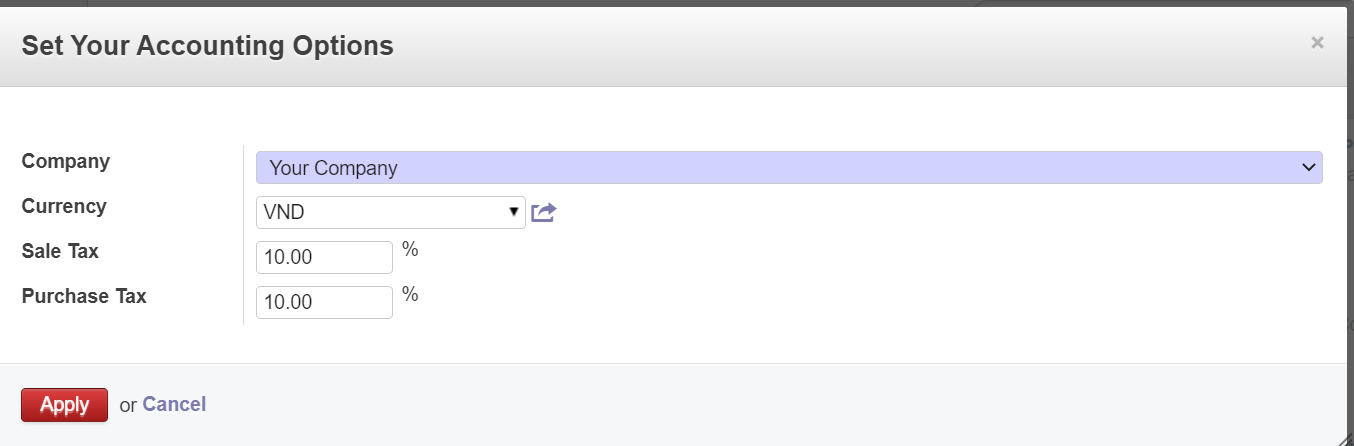 Set Your Accounting Options
×
Company
Your Company
Currency
VND
Sale Tax
10.00 %
Purchase Tax
10.00 %
Apply or Cancel